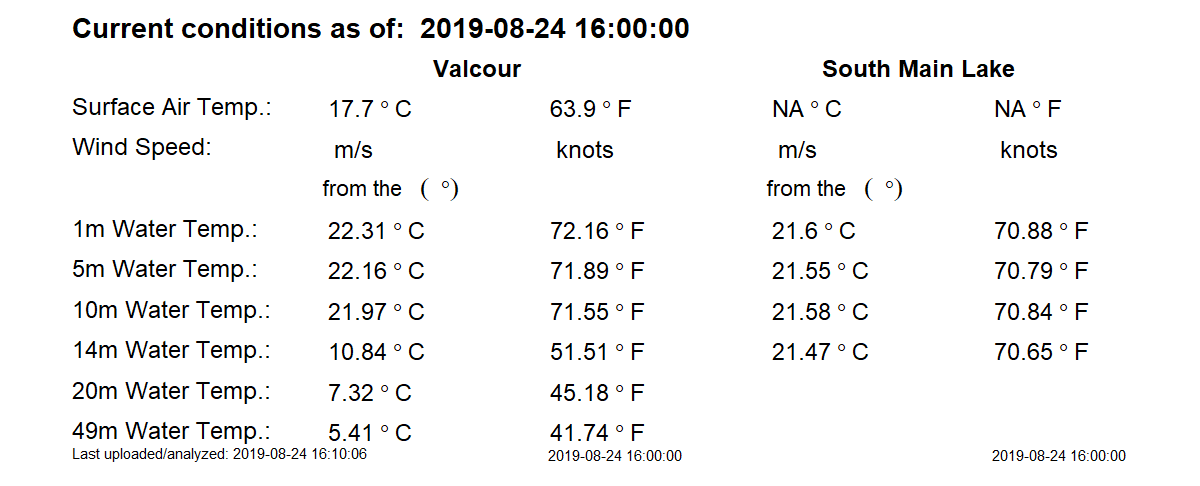 Current conditions as of: 2019-08-24 16:00:00
Valcour South Main Lake
Surface Air Temp.: 17.7 ° C 63.9 ° F NA ° C NA ° F
Wind Speed: m/s knots m/s knots
from the ( °) from the ( °)
1m Water Temp.: 22.31 ° C 72.16 ° F 21.6 ° C 70.88 ° F
5m Water Temp.: 22.16 ° C 71.89 ° F 21.55 ° C 70.79 ° F
10m Water Temp.: 21.97 ° C 71.55 ° F 21.58 ° C 70.84 ° F
14m Water Temp.: 10.84 ° C 51.51 ° F 21.47 ° C 70.65 ° F
20m Water Temp.: 7.32 ° C 45.18 ° F
49m Water Temp.: 5.41 ° C 41.74 ° F
Last uploaded/analyzed: 2019-08-24 16:10:06 2019-08-24 16:00:00 2019-08-24 16:00:00